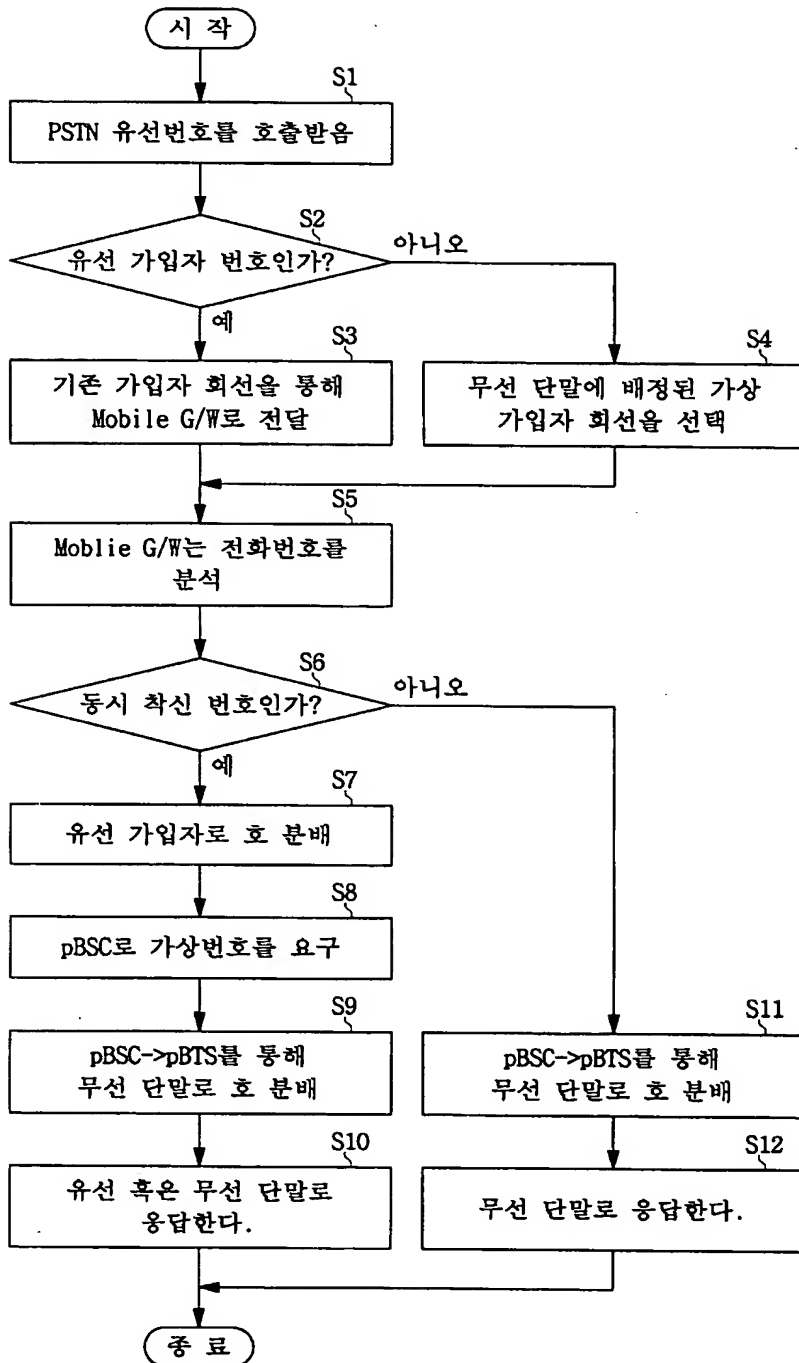 시 작
S1
PSTN 유선번호를 호출받음
S2
유선 가입자 번호인가?
아니오
예
S3
기존 가입자 회선을 통해
Mobile G/W로 전달
S4
무선 단말에 배정된 가상
가입자 회선을 선택
S5
Moblie G/W는 전화번호를
분석
S6
동시 착신 번호인가?
아니오
예
S7
유선 가입자로 호 분배
S8
pBSC로 가상번호를 요구
S9
pBSC->pBTS를 통해
무선 단말로 호 분배
S11
pBSC->pBTS를 통해
무선 단말로 호 분배
S10
유선 혹은 무선 단말로
응답한다.
S12
무선 단말로 응답한다.
종 료